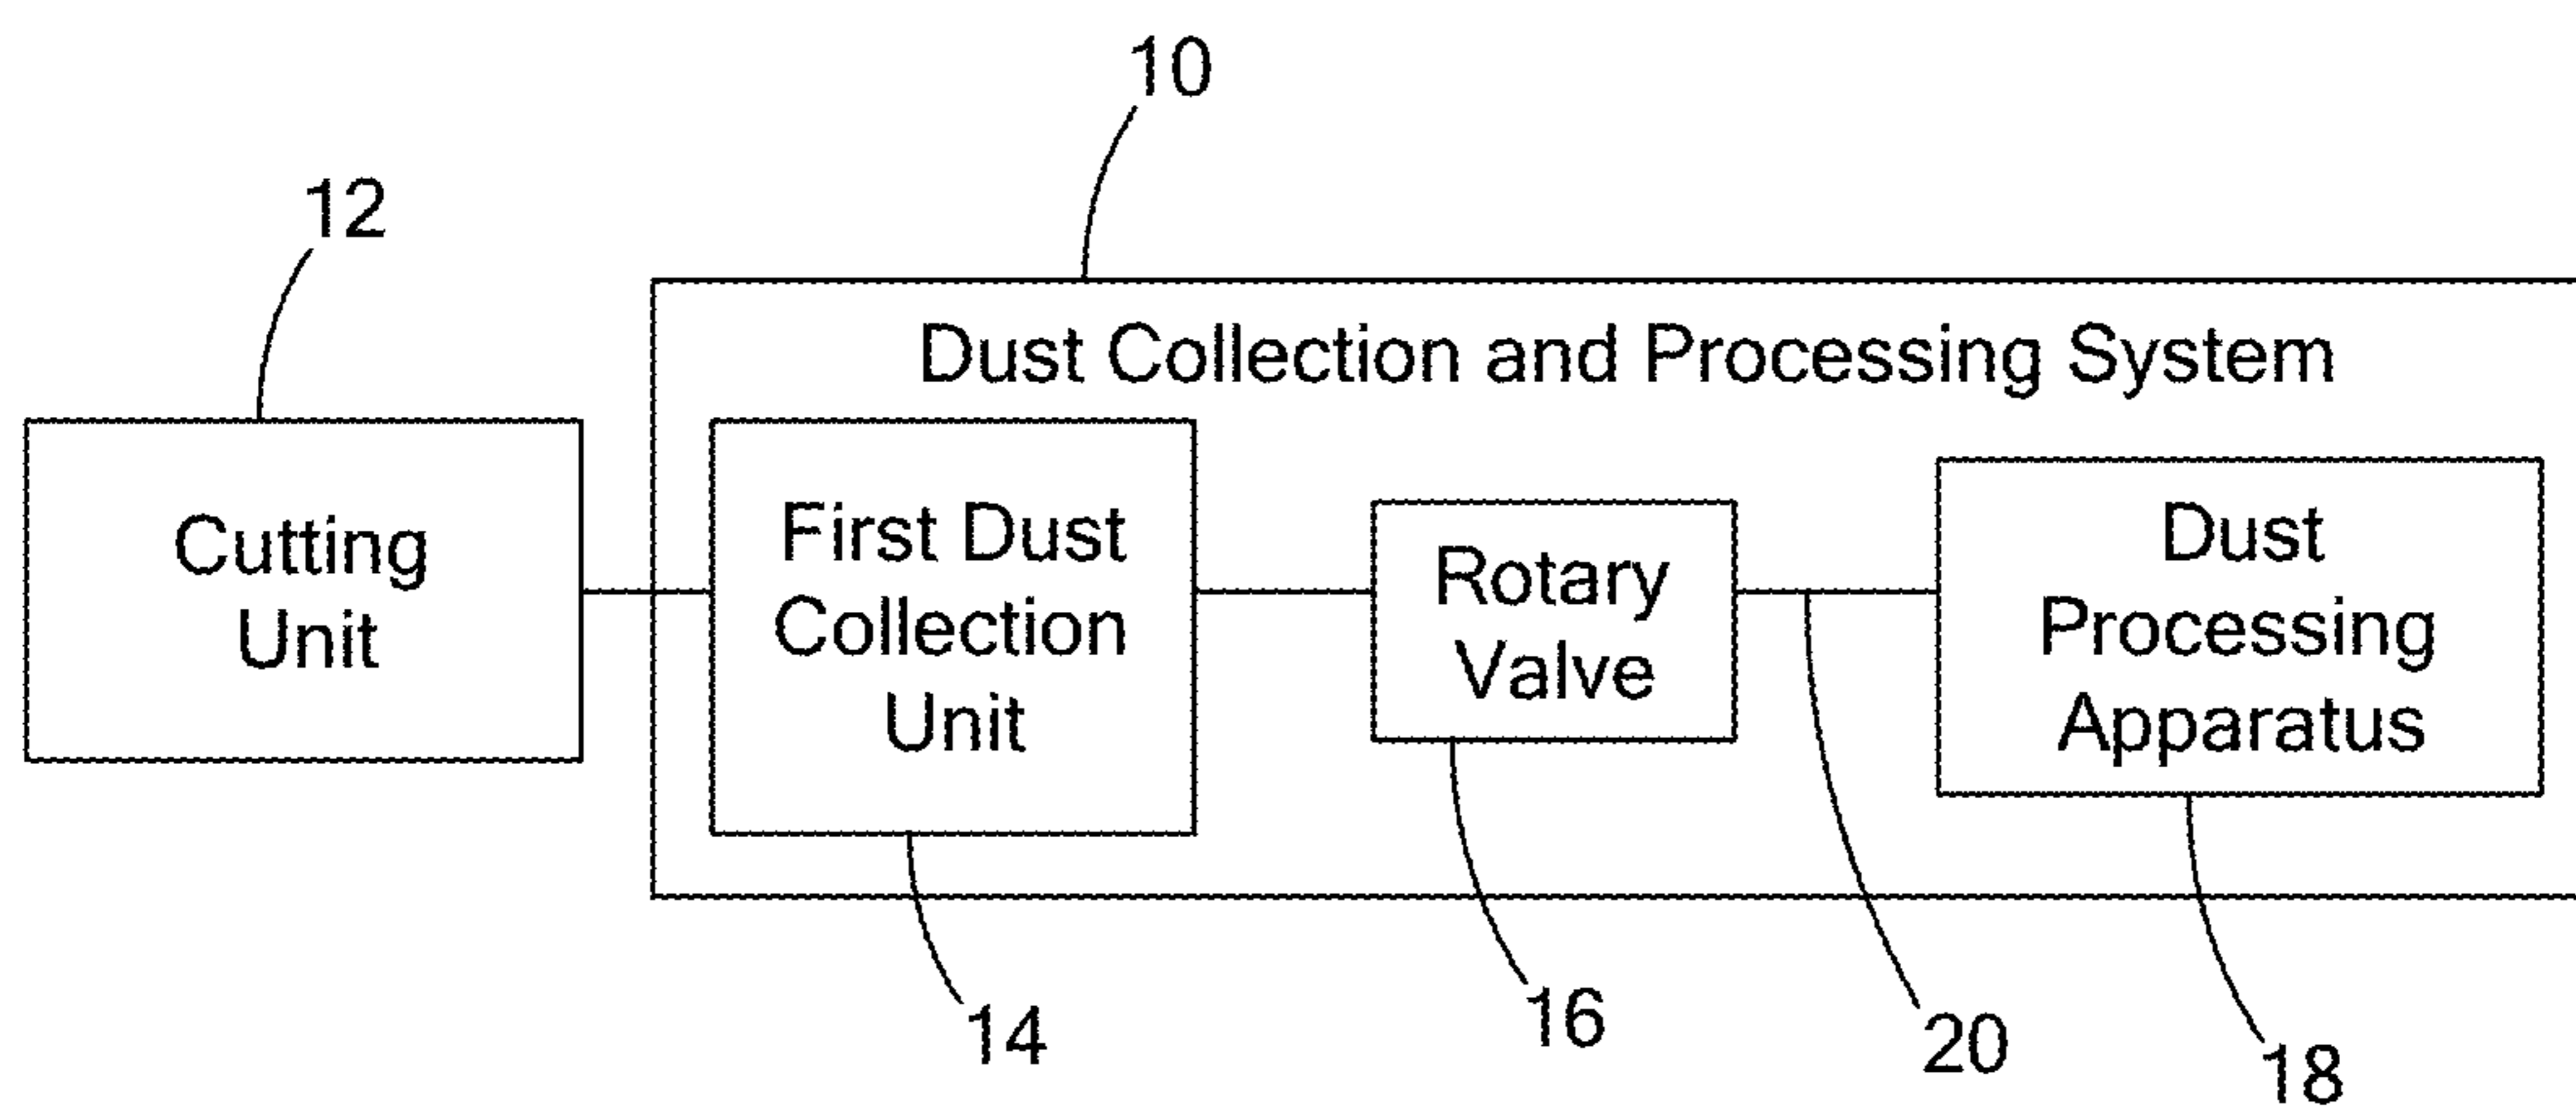 10
12
Dust Collection and Processing System
Cutting
Unit
First Dust
Collection
Unit
Rotary
Valve
Dust
Processing
Apparatus
14
16
20
18